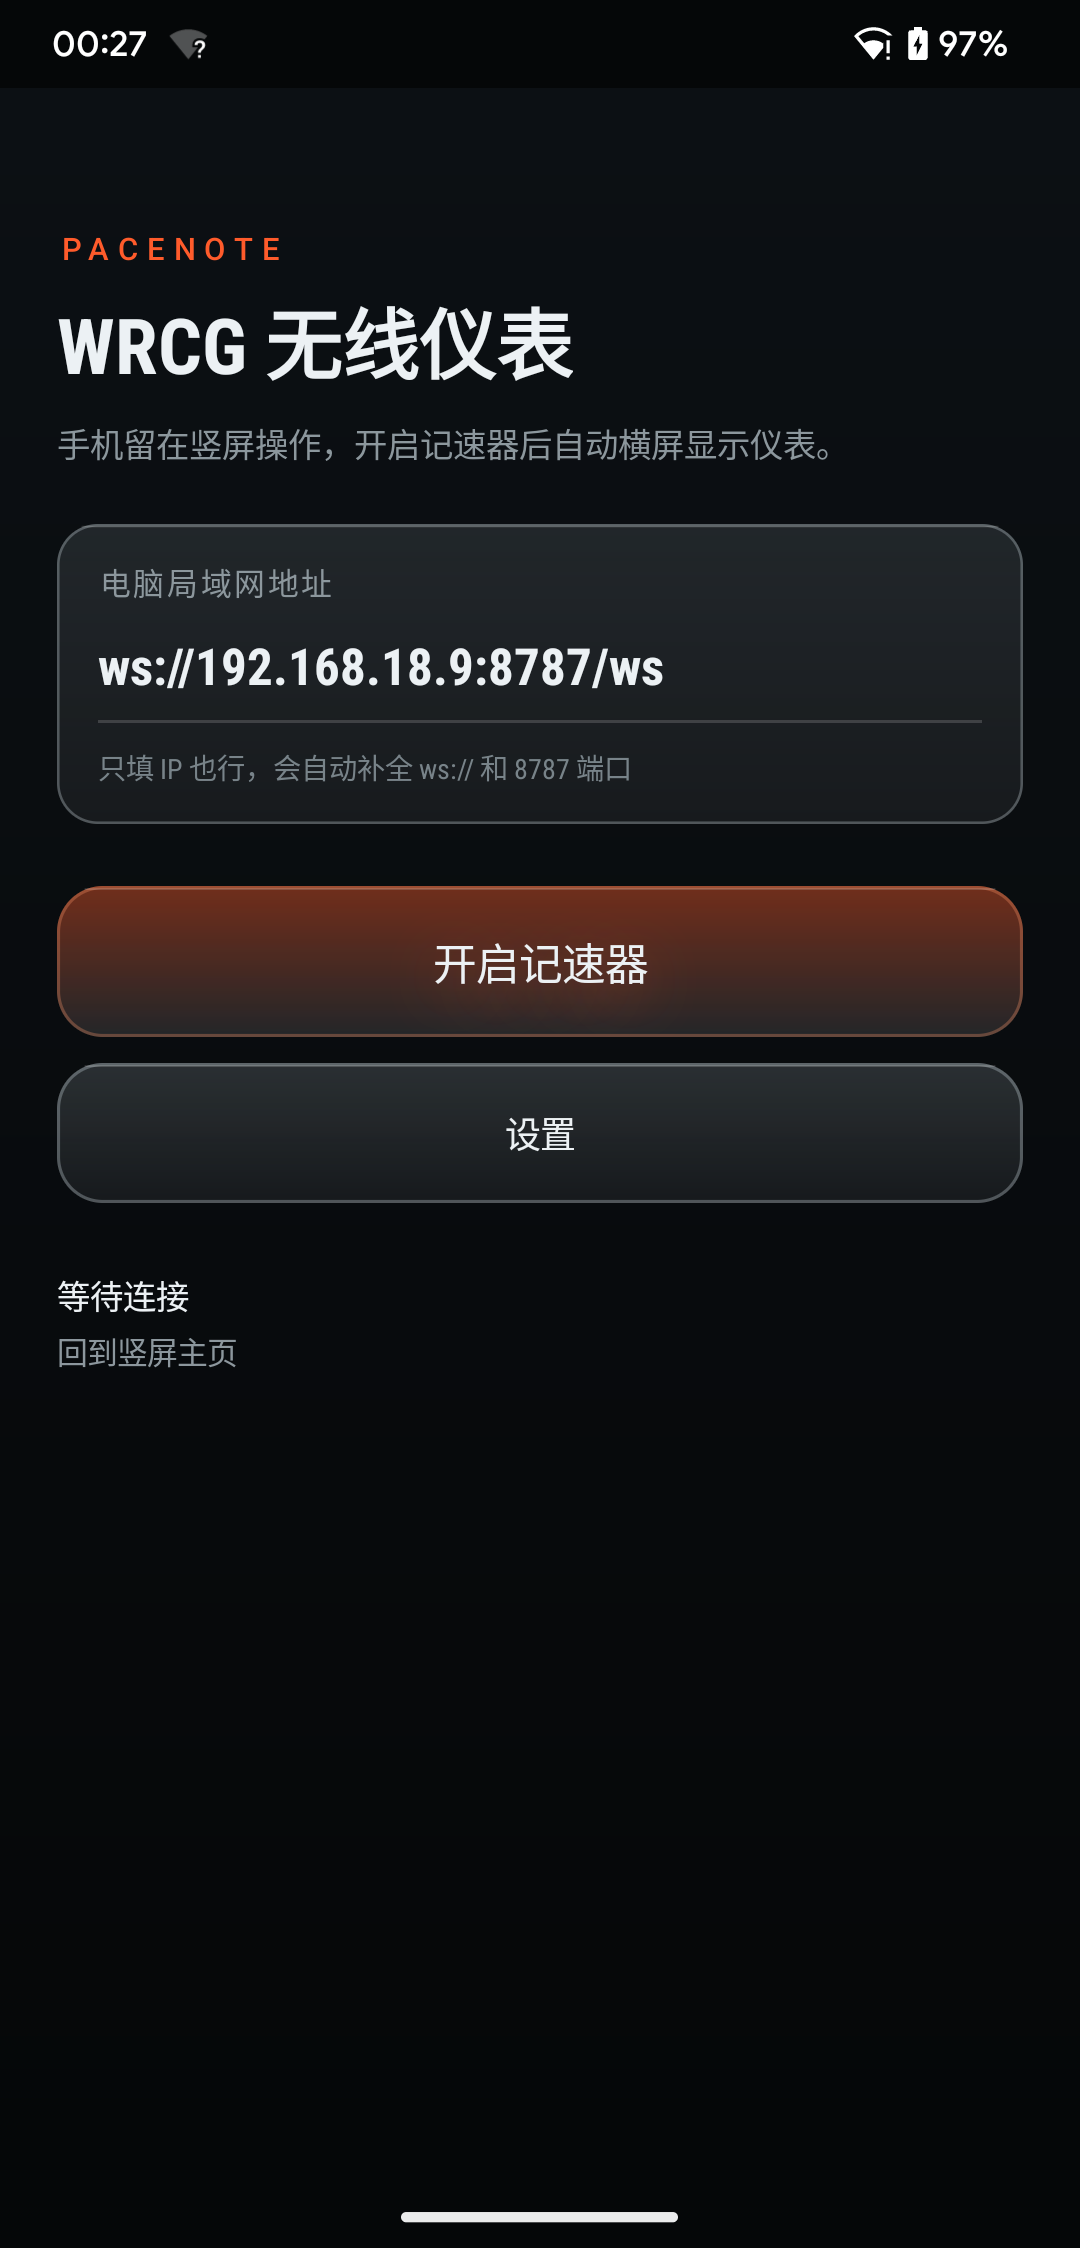 00:27
97%
PACENOTE
WRCG 无线仪表
手机留在竖屏操作，开启记速器后自动横屏显示仪表。
电脑局域网地址
ws://192.168.18.9:8787/ws
只填 IP 也行，会自动补全 ws:// 和 8787 端口
开启记速器
设置
等待连接
回到竖屏主页